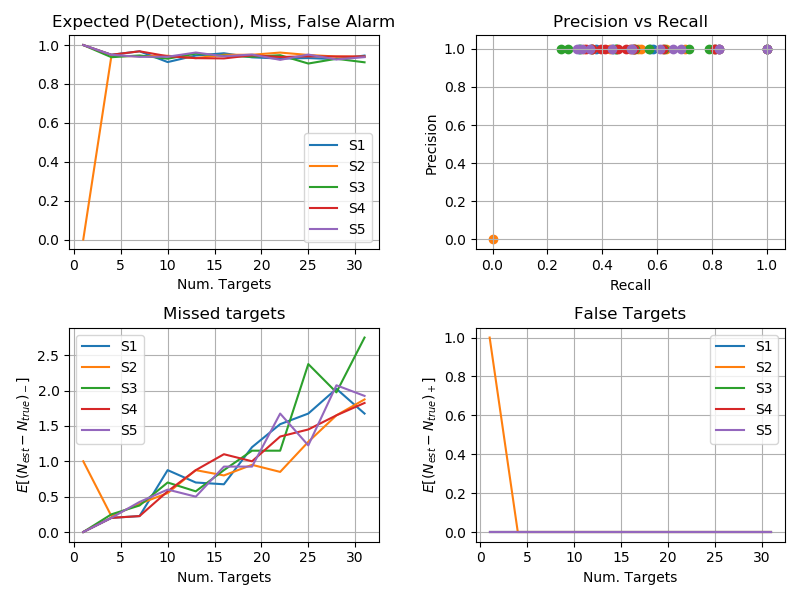 Expected P(Detection), Miss, False Alarm
1.0
0.8
0.6
0.4
0.2
0.0
S1
S2
S3
S4
S5
0 5 10 15 20 25 30
Num. Targets
Precision vs Recall
Precision
1.0
0.8
0.6
0.4
0.2
0.0
0.0 0.2 0.4 0.6 0.8 1.0
Recall
Missed targets
E[(N_est − N_true)_−]
2.5
2.0
1.5
1.0
0.5
0.0
S1
S2
S3
S4
S5
0 5 10 15 20 25 30
Num. Targets
False Targets
E[(N_est − N_true)_+]
1.0
0.8
0.6
0.4
0.2
0.0
S1
S2
S3
S4
S5
0 5 10 15 20 25 30
Num. Targets